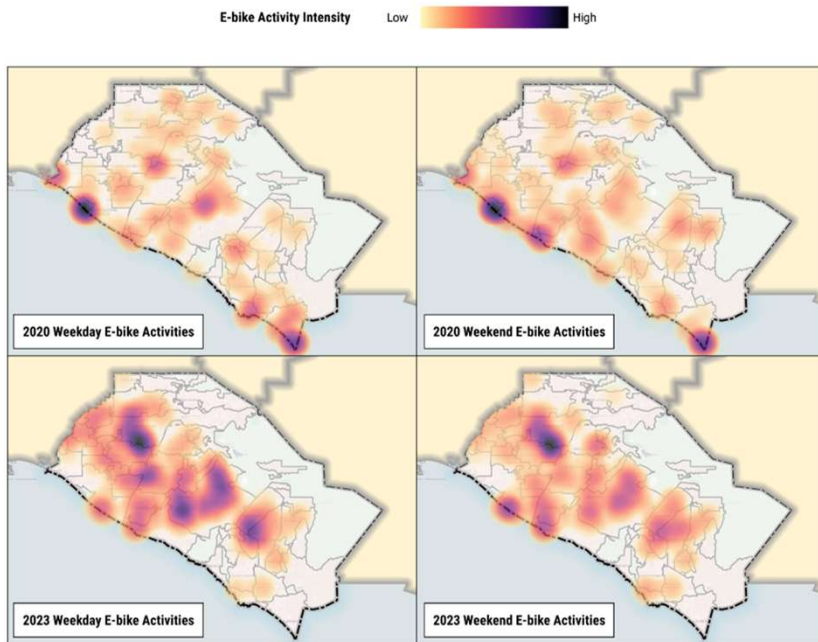 E-bike Activity Intensity Low High
2020 Weekday E-bike Activities
2020 Weekend E-bike Activities
2023 Weekday E-bike Activities
2023 Weekend E-bike Activities